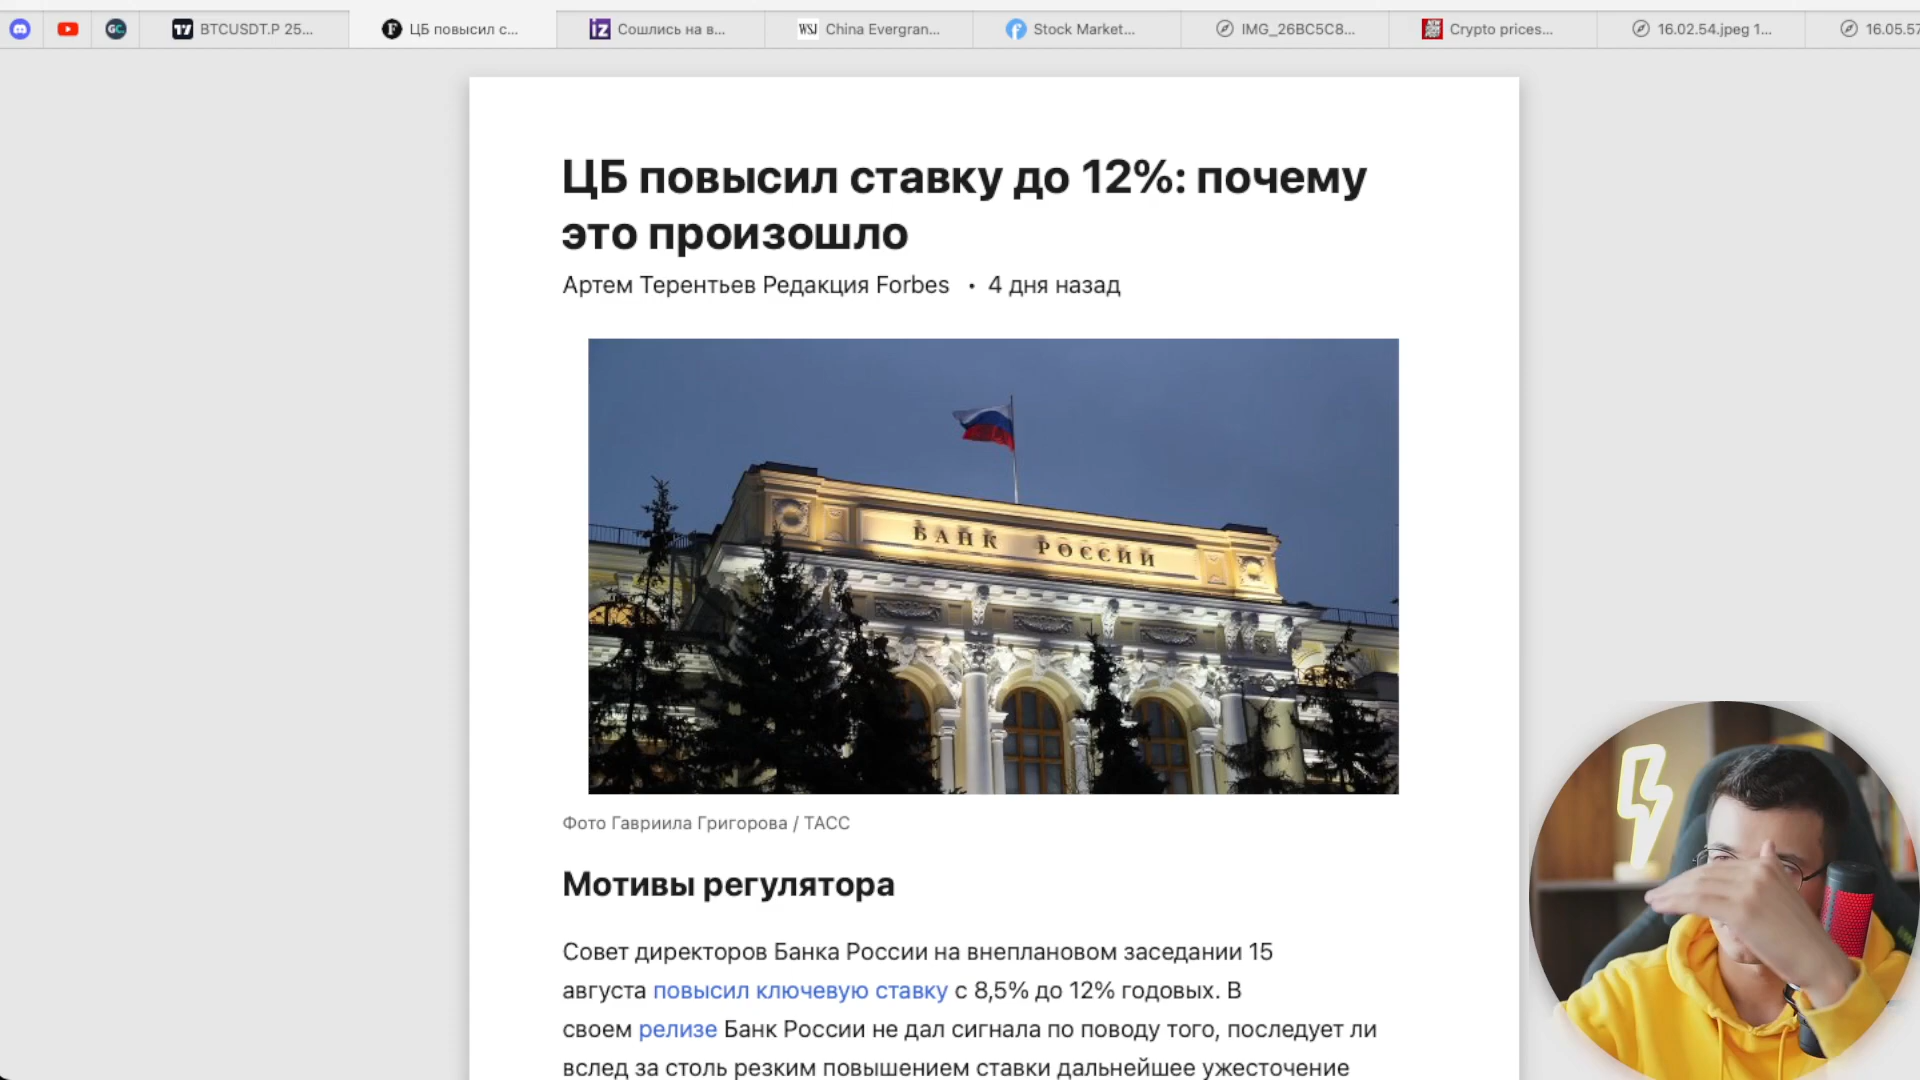 BTCUSDT.P 25...
ЦБ повысил с...
Сошлись на в...
WSJ China Evergran...
Stock Market...
IMG_26BC5C8...
Crypto prices...
16.02.54.jpeg 1...
16.05.57
ЦБ повысил ставку до 12%: почему
это произошло
Артем Терентьев Редакция Forbes • 4 дня назад
БАНК РОССИИ
Фото Гавриила Григорова / ТАСС
Мотивы регулятора
Совет директоров Банка России на внеплановом заседании 15
августа повысил ключевую ставку с 8,5% до 12% годовых. В
своем релизе Банк России не дал сигнала по поводу того, последует ли
вслед за столь резким повышением ставки дальнейшее ужесточение